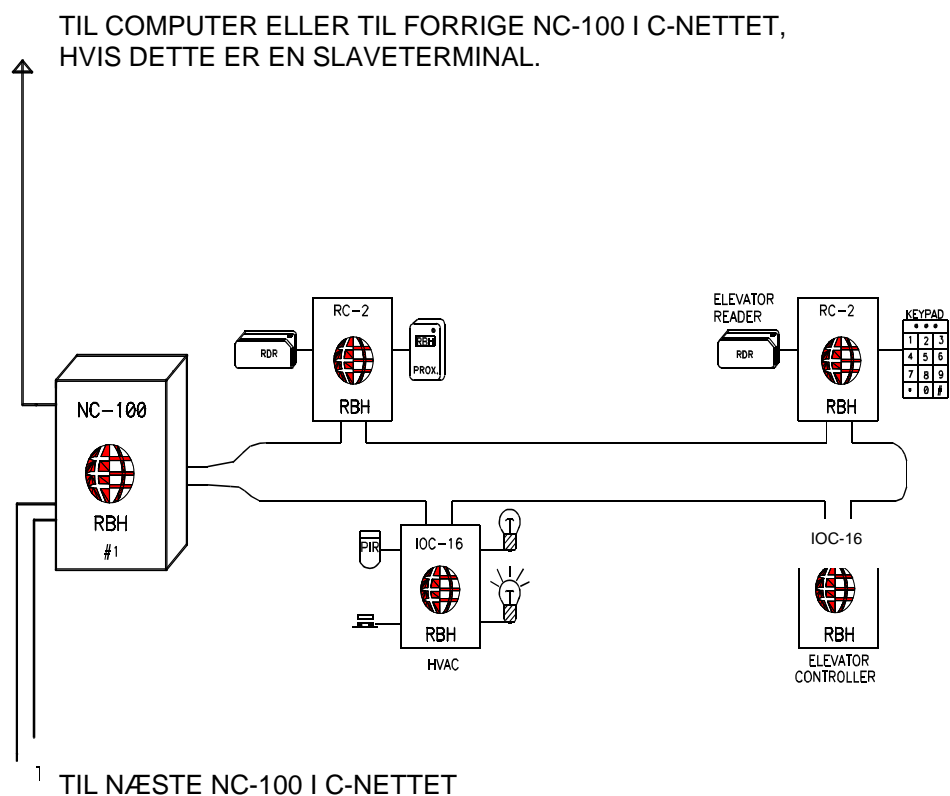 TIL COMPUTER ELLER TIL FORRIGE NC-100 I C-NETTET,
HVIS DETTE ER EN SLAVETERMINAL.
RC-2
RDR
RBH
PROX.
RBH
ELEVATOR
READER
RDR
RC-2
RBH
KEYPAD
1 2 3
4 5 6
7 8 9
* 0 #
NC-100
RBH
#1
PIR
IOC-16
RBH
HVAC
IOC-16
RBH
ELEVATOR
CONTROLLER
TIL NÆSTE NC-100 I C-NETTET